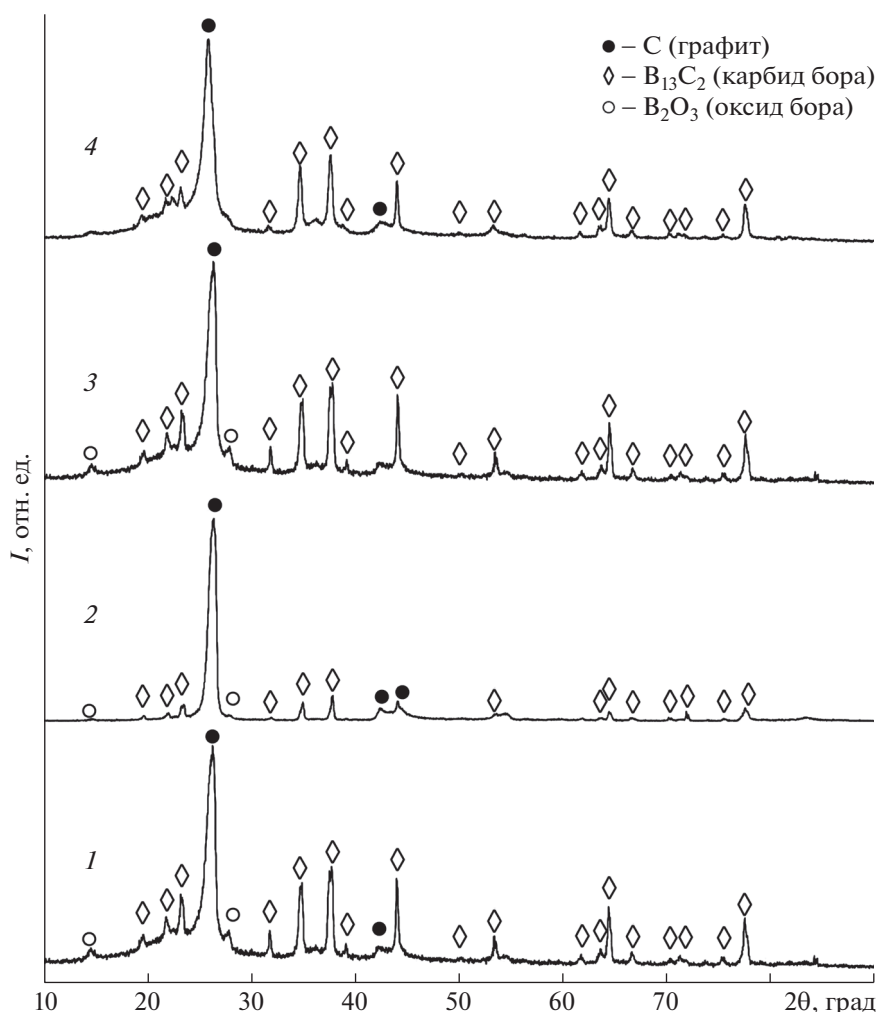 ● – C (графит)
◇ – B₁₃C₂ (карбид бора)
○ – B₂O₃ (оксид бора)
4
3
I, отн. ед.
2
1
10 20 30 40 50 60 70 2θ, град